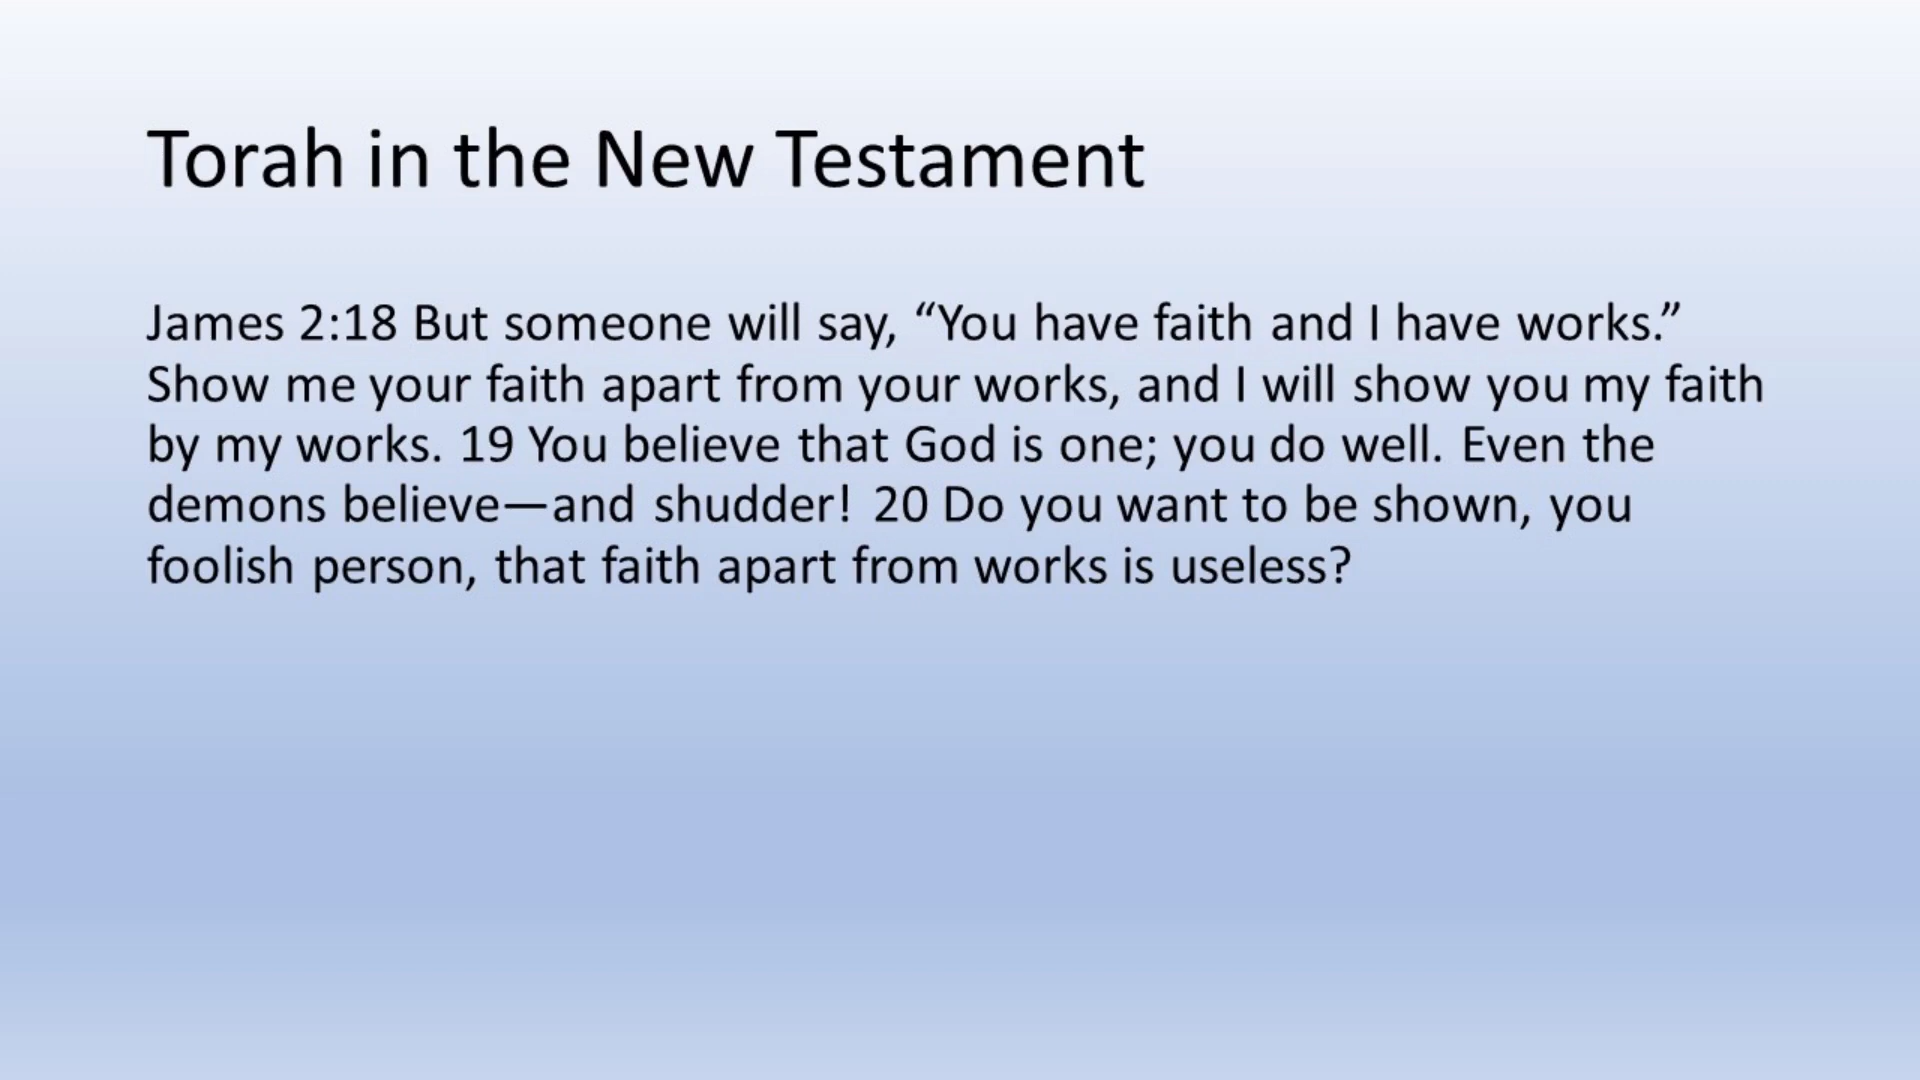 Torah in the New Testament
James 2:18 But someone will say, “You have faith and I have works.”
Show me your faith apart from your works, and I will show you my faith
by my works. 19 You believe that God is one; you do well. Even the
demons believe—and shudder! 20 Do you want to be shown, you
foolish person, that faith apart from works is useless?